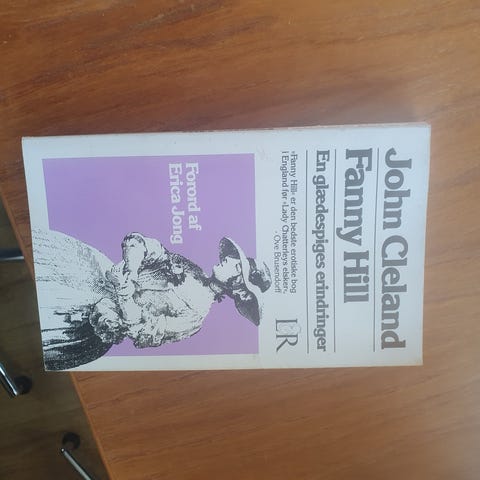 John Cleland
Fanny Hill
En glædespiges erindringer
»Fanny Hill« er den bedste erotiske bog
i England før »Lady Chatterleys elsker«.
Ove Brusendorff
L&R
Forord af
Erica Jong